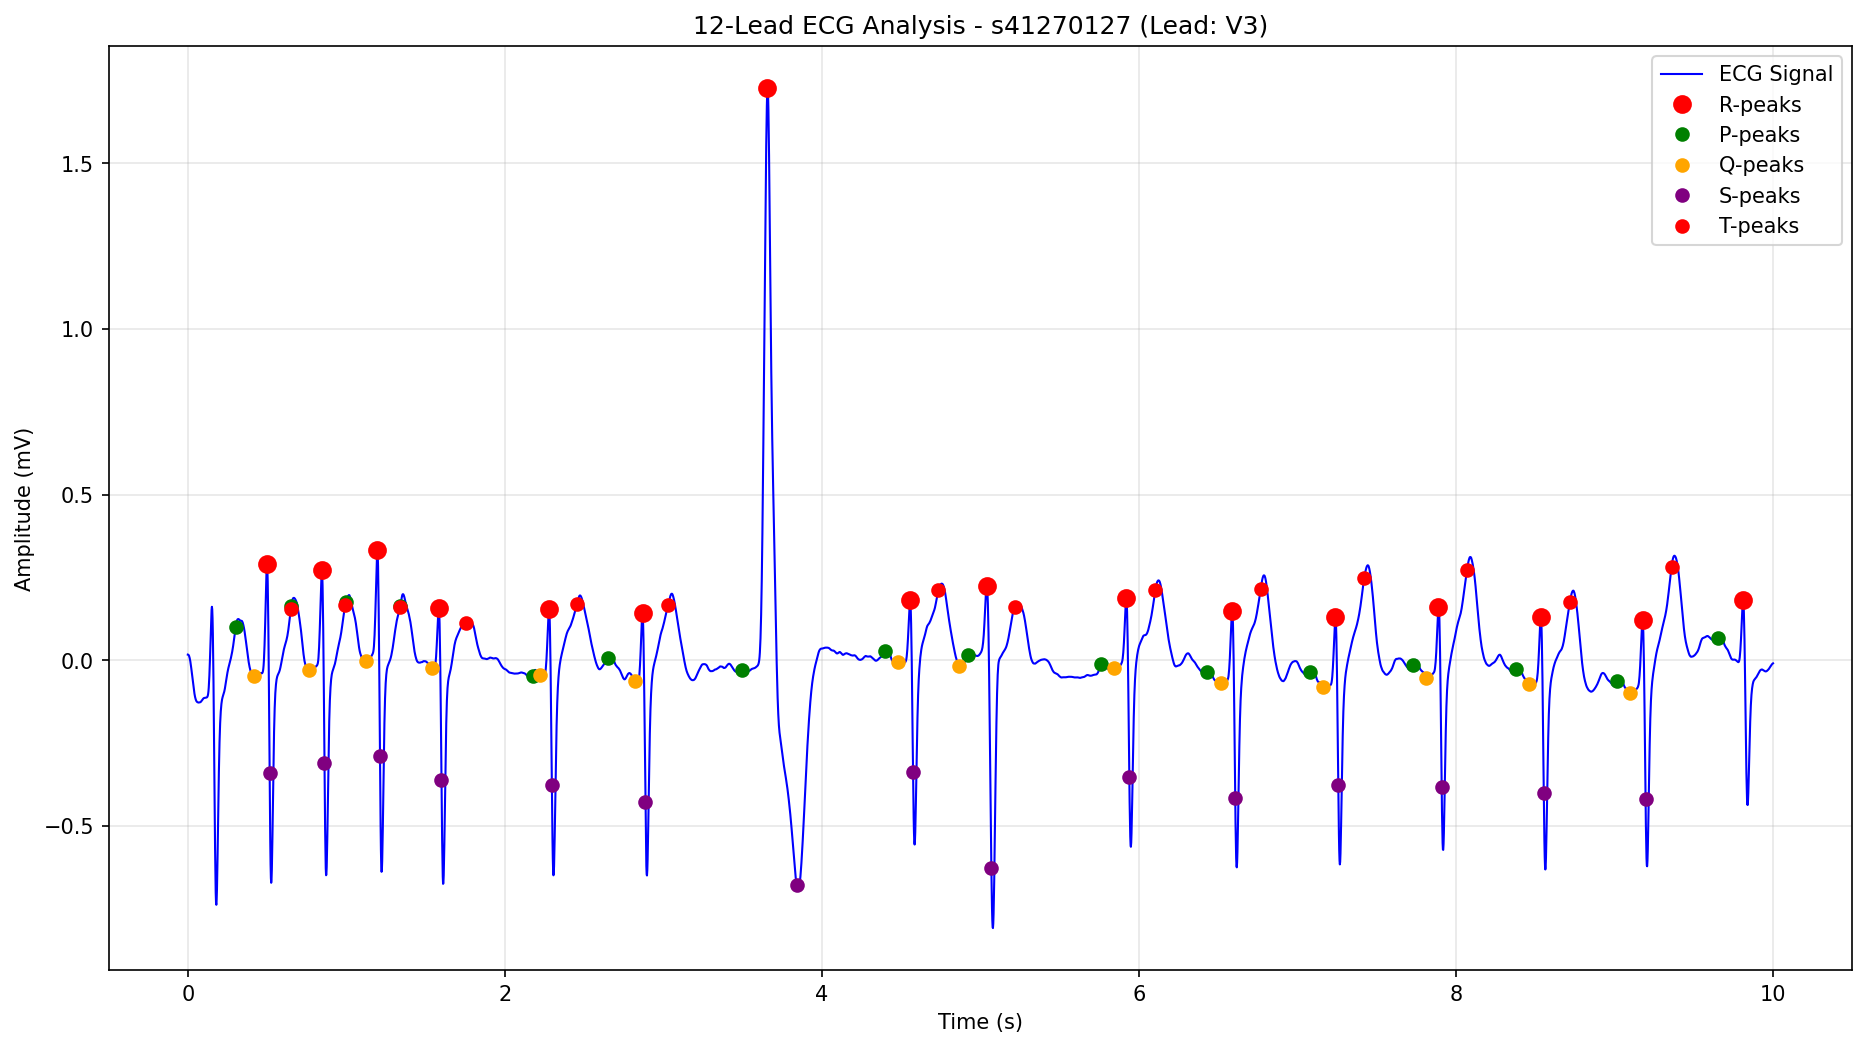 12-Lead ECG Analysis - s41270127 (Lead: V3)
ECG Signal
R-peaks
P-peaks
Q-peaks
S-peaks
T-peaks
Amplitude (mV)
1.5
1.0
0.5
0.0
−0.5
0 2 4 6 8 10
Time (s)